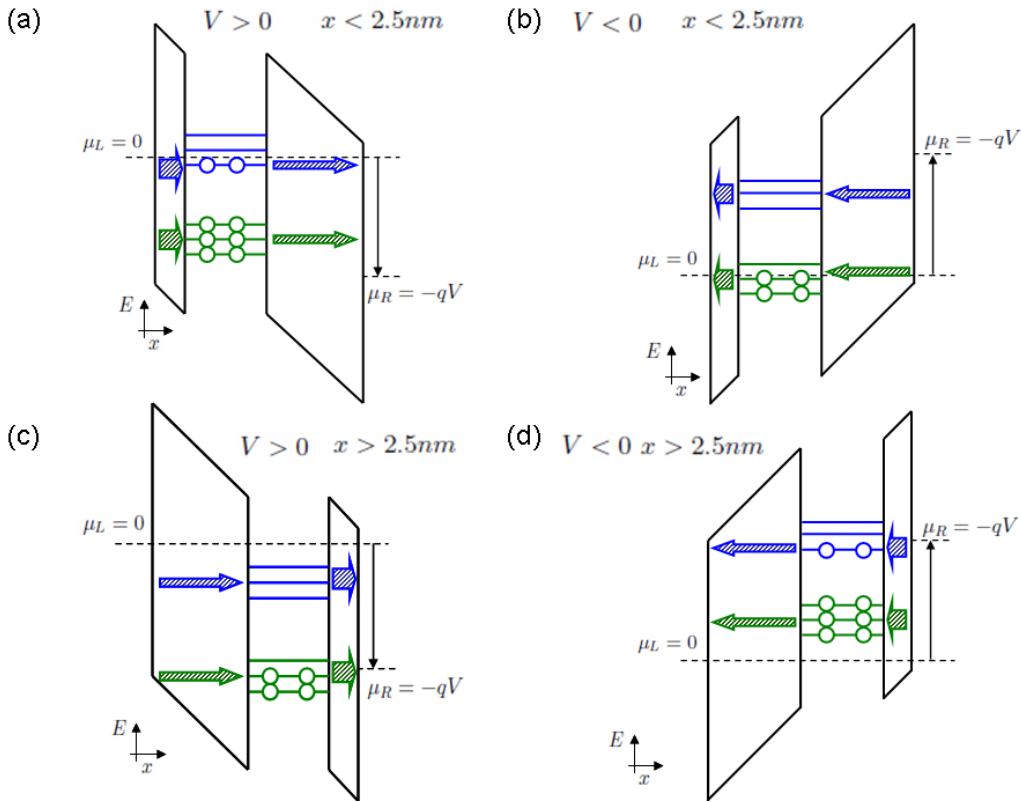 (a)
V > 0 x < 2.5nm
μ_L = 0
μ_R = −qV
E
x
(b)
V < 0 x < 2.5nm
μ_R = −qV
μ_L = 0
E
x
(c)
V > 0 x > 2.5nm
μ_L = 0
μ_R = −qV
E
x
(d)
V < 0 x > 2.5nm
μ_R = −qV
μ_L = 0
E
x